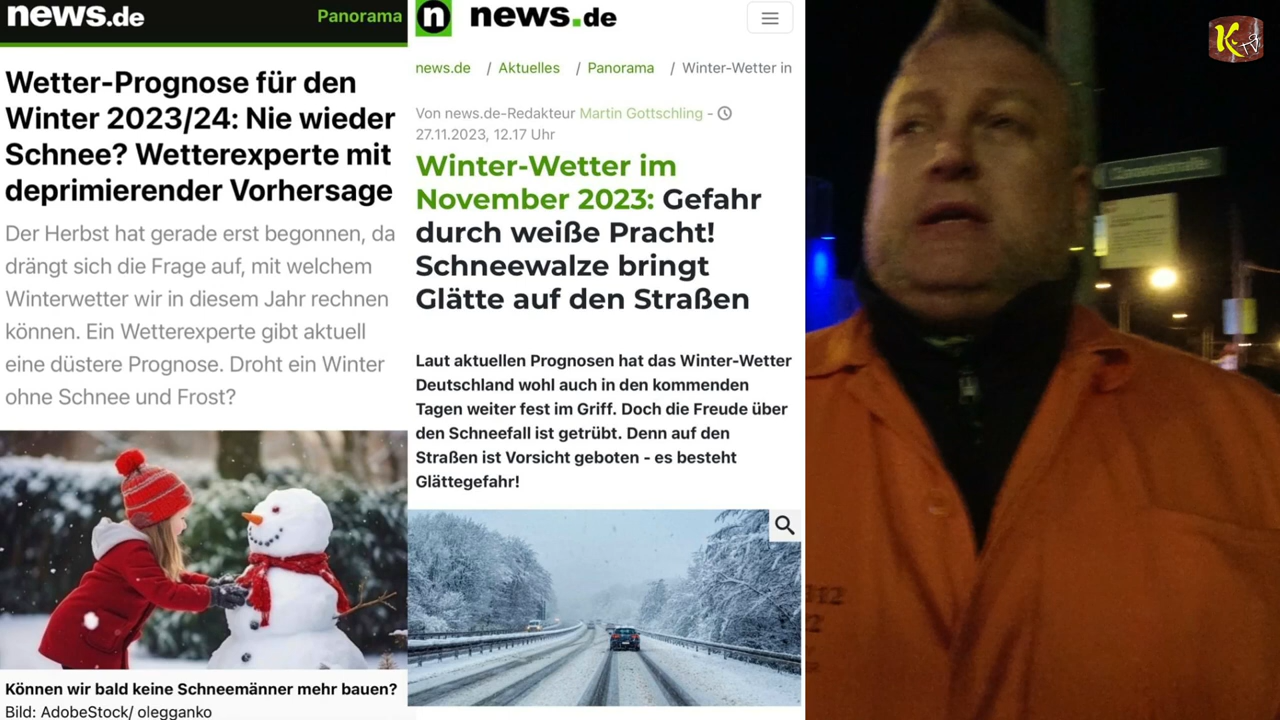 news.de
Panorama
Wetter-Prognose für den
Winter 2023/24: Nie wieder
Schnee? Wetterexperte mit
deprimierender Vorhersage
Der Herbst hat gerade erst begonnen, da
drängt sich die Frage auf, mit welchem
Winterwetter wir in diesem Jahr rechnen
können. Ein Wetterexperte gibt aktuell
eine düstere Prognose. Droht ein Winter
ohne Schnee und Frost?
Können wir bald keine Schneemänner mehr bauen?
Bild: AdobeStock/ olegganko
n news.de
news.de / Aktuelles / Panorama / Winter-Wetter in
Von news.de-Redakteur Martin Gottschling -
27.11.2023, 12.17 Uhr
Winter-Wetter im
November 2023: Gefahr
durch weiße Pracht!
Schneewalze bringt
Glätte auf den Straßen
Laut aktuellen Prognosen hat das Winter-Wetter
Deutschland wohl auch in den kommenden
Tagen weiter fest im Griff. Doch die Freude über
den Schneefall ist getrübt. Denn auf den
Straßen ist Vorsicht geboten - es besteht
Glättegefahr!
K TV
112
2